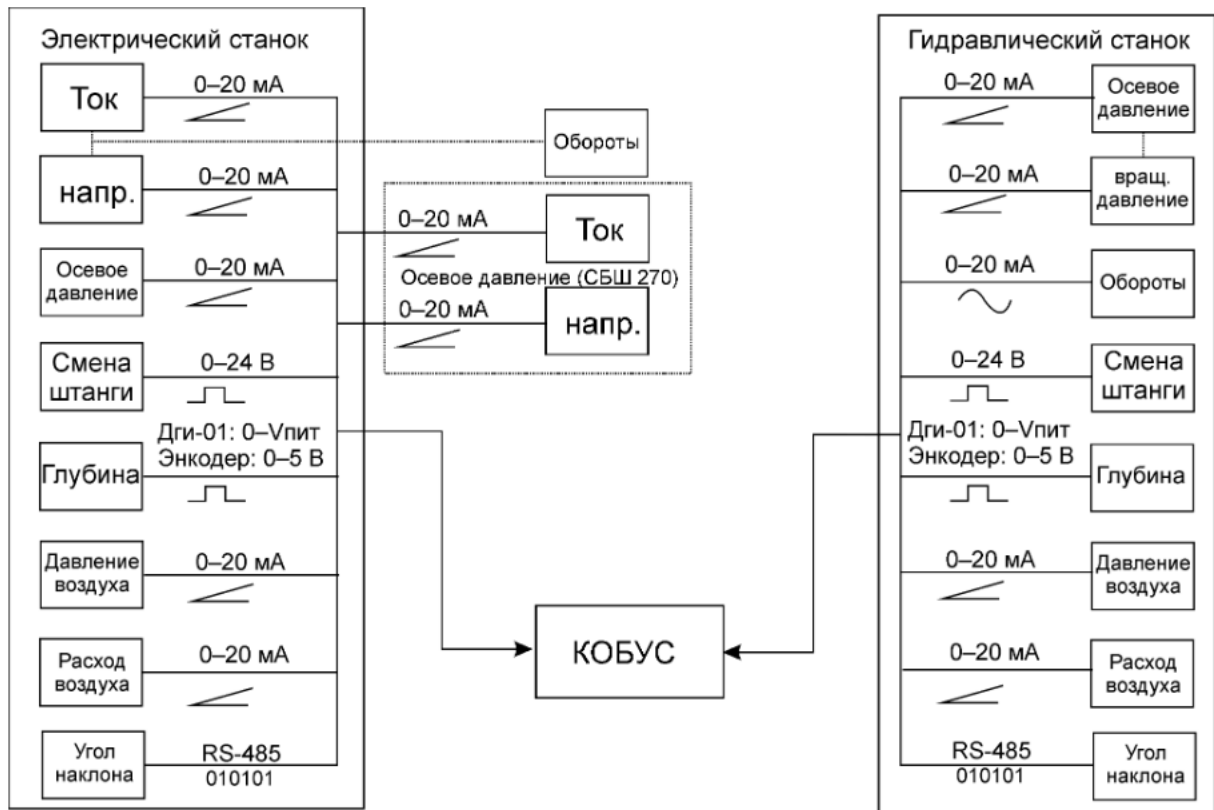 Электрический станок
Ток
0–20 мА
напр.
0–20 мА
Осевое
давление
0–20 мА
Смена
штанги
0–24 В
Глубина
Дги-01: 0–Vпит
Энкодер: 0–5 В
Давление
воздуха
0–20 мА
Расход
воздуха
0–20 мА
Угол
наклона
RS-485
010101
Обороты
0–20 мА
Ток
Осевое давление (СБШ 270)
0–20 мА
напр.
КОБУС
Гидравлический станок
0–20 мА
Осевое
давление
0–20 мА
вращ.
давление
0–20 мА
Обороты
0–24 В
Смена
штанги
Дги-01: 0–Vпит
Энкодер: 0–5 В
Глубина
0–20 мА
Давление
воздуха
0–20 мА
Расход
воздуха
RS-485
010101
Угол
наклона